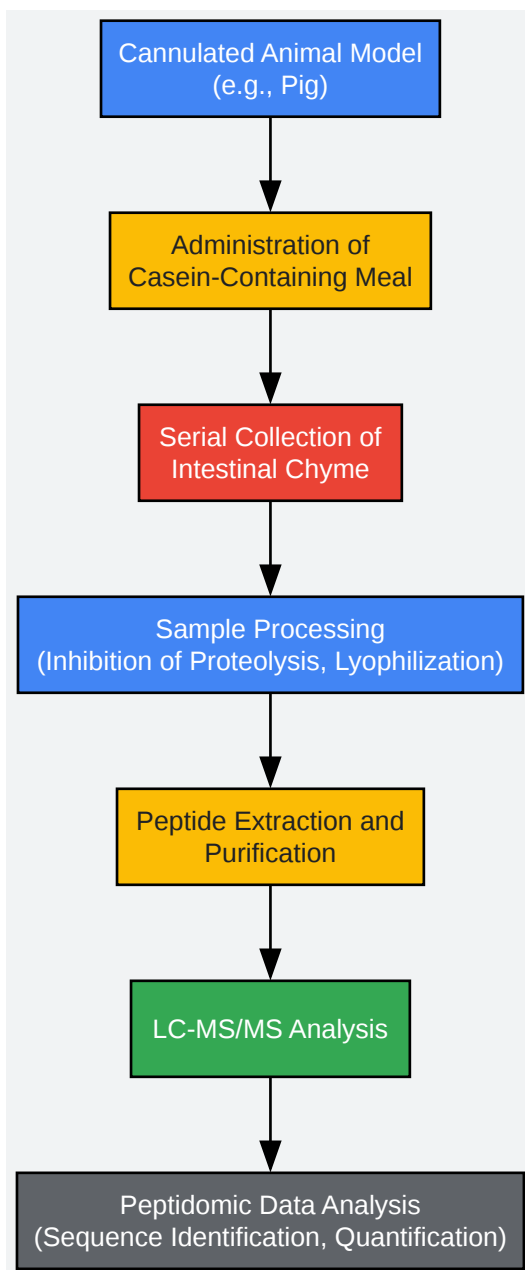 Cannulated Animal Model
(e.g., Pig)
Administration of
Casein-Containing Meal
Serial Collection of
Intestinal Chyme
Sample Processing
(Inhibition of Proteolysis, Lyophilization)
Peptide Extraction and
Purification
LC-MS/MS Analysis
Peptidomic Data Analysis
(Sequence Identification, Quantification)